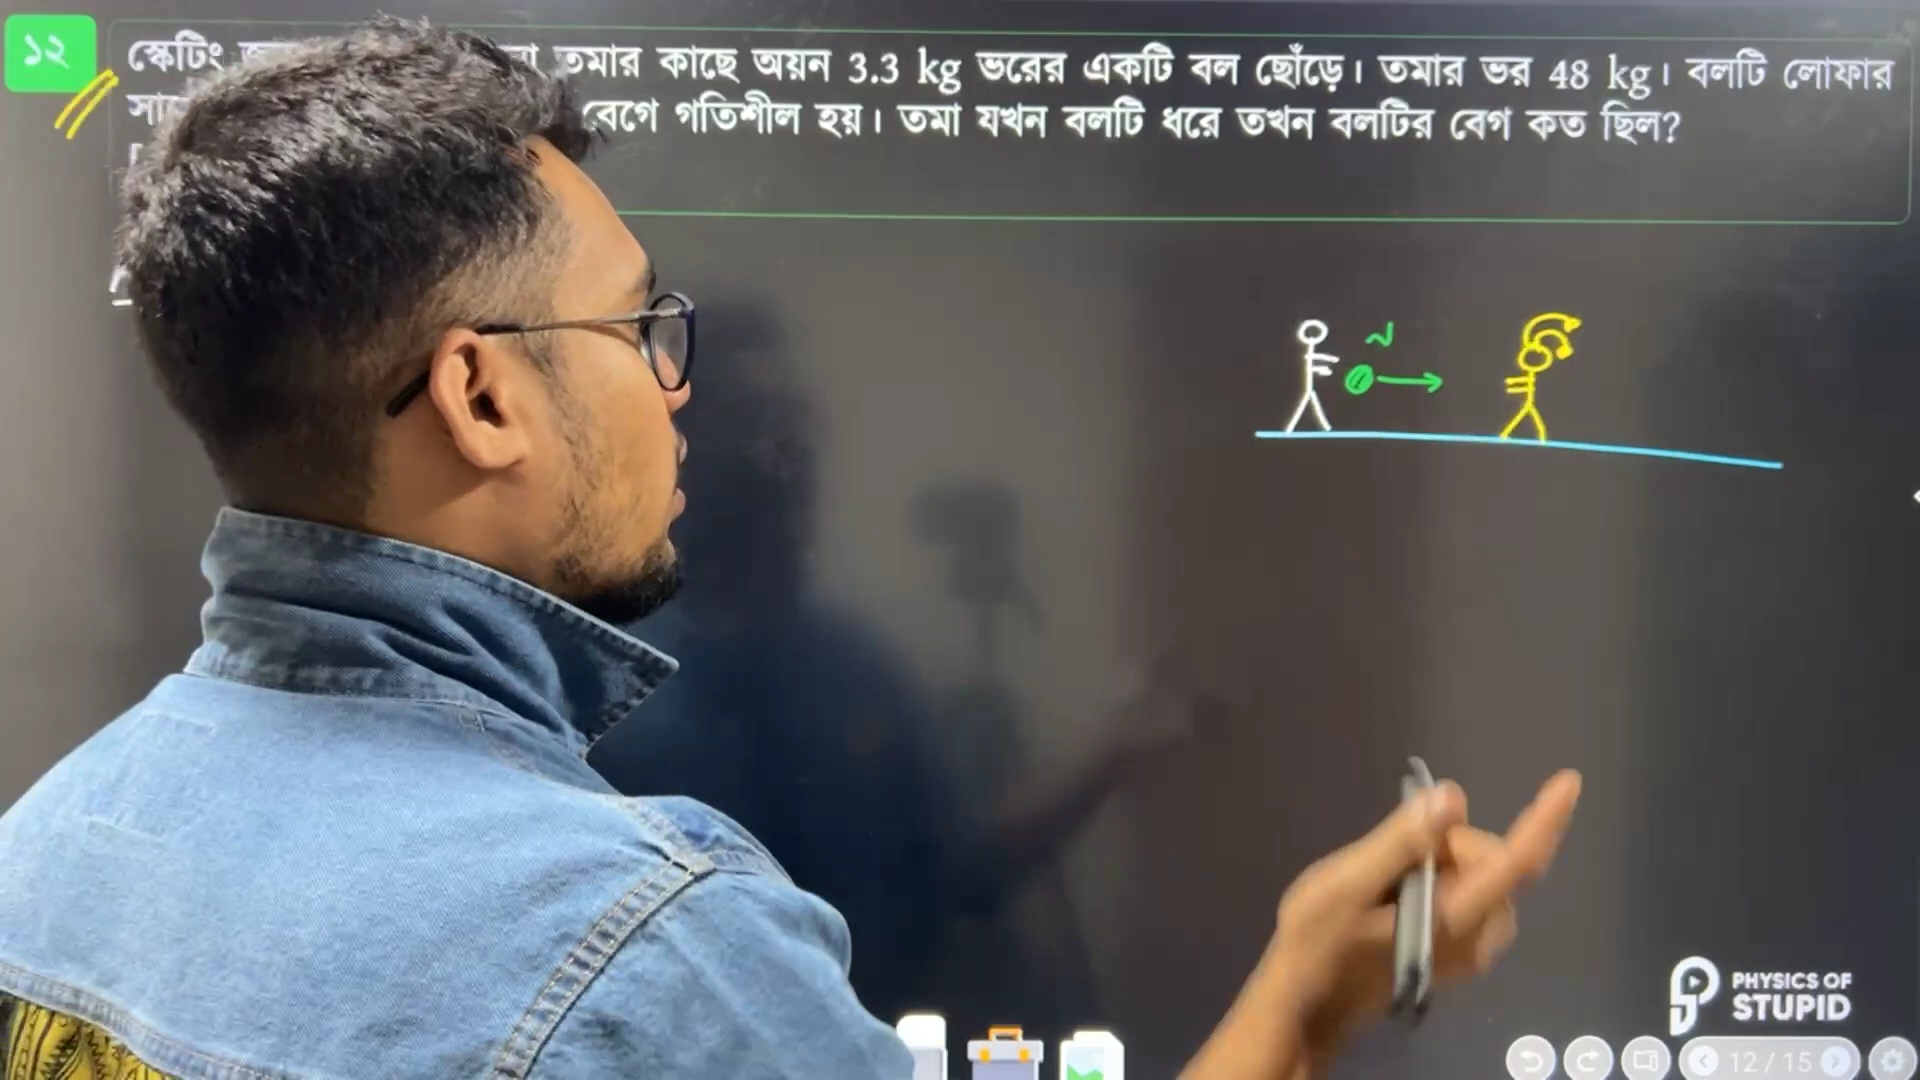 ১২
স্কেটিং তমার কাছে অয়ন 3.3 kg ভরের একটি বল ছোঁড়ে। তমার ভর 48 kg। বলটি লোফার
বেগে গতিশীল হয়। তমা যখন বলটি ধরে তখন বলটির বেগ কত ছিল?
v
PHYSICS OF
STUPID
12 / 15